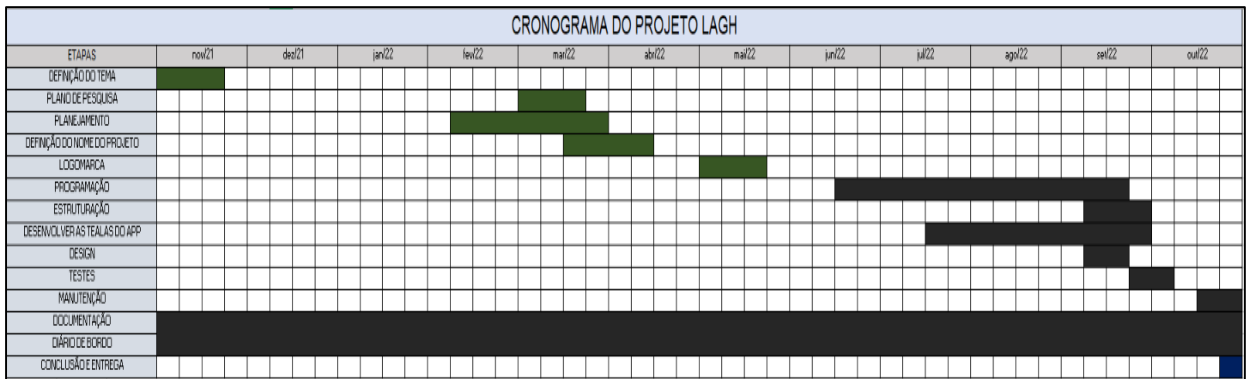 CRONOGRAMA DO PROJETO LAGH
ETAPAS nov/21 dez/21 jan/22 fev/22 mar/22 abr/22 mai/22 jun/22 jul/22 ago/22 set/22 out/22
DEFINÇÃO DO TEMA
PLANO DE PESQUISA
PLANEJAMENTO
DEFINÇÃO DO NOME DO PROJETO
LOGOMARCA
PROGRAMAÇÃO
ESTRUTURAÇÃO
DESENVOLVER AS TEALAS DO APP
DESIGN
TESTES
MANUTENÇÃO
DOCUMENTAÇÃO
DIÁRIO DE BORDO
CONCLUSÃO E ENTREGA